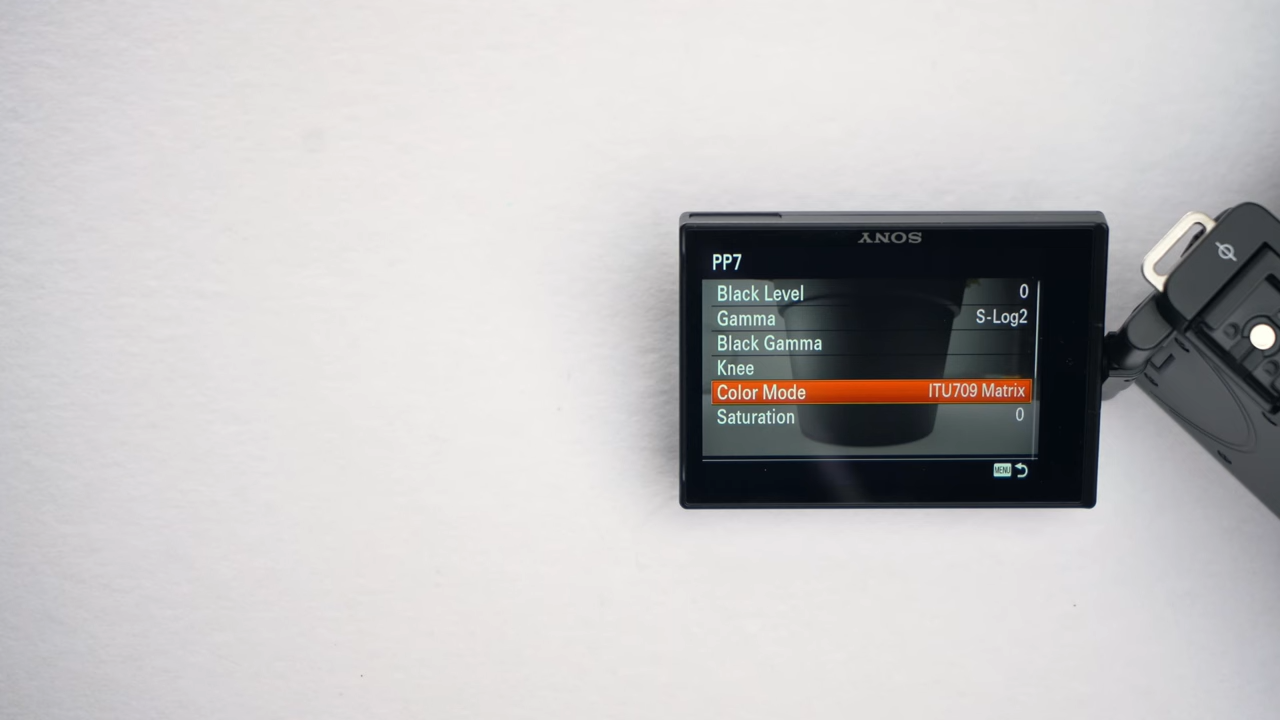 SONY
PP7
Black Level 0
Gamma S-Log2
Black Gamma
Knee
Color Mode ITU709 Matrix
Saturation 0
MENU